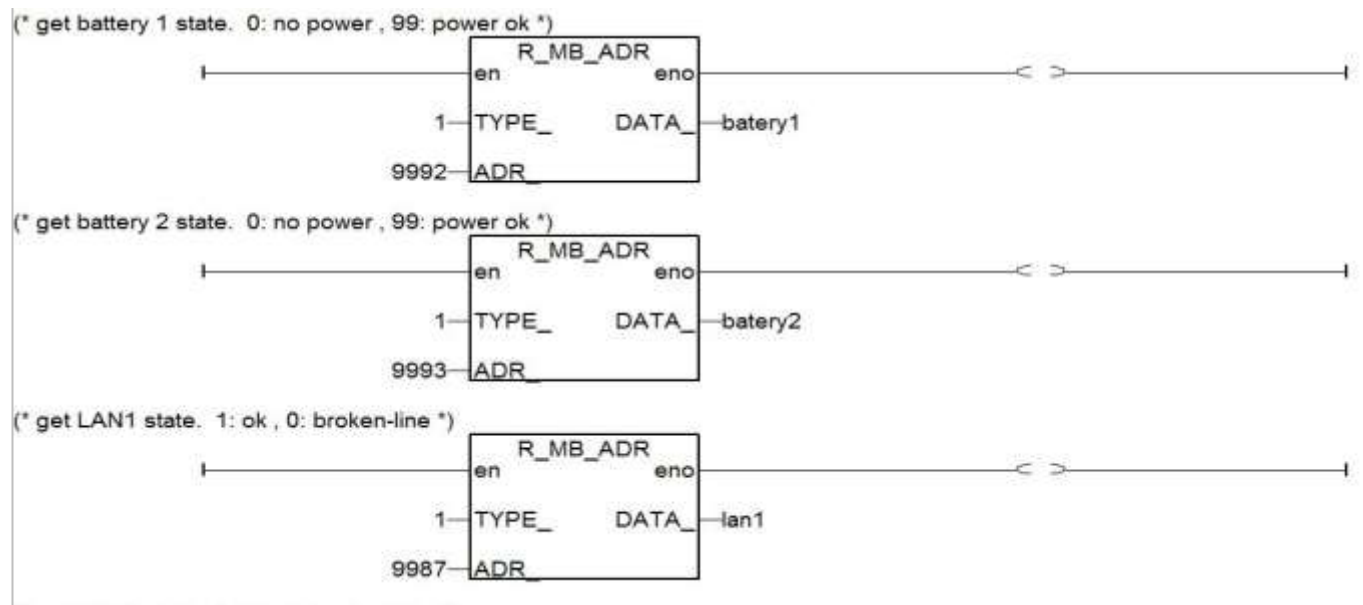 (* get battery 1 state.  0: no power , 99: power ok *)
R_MB_ADR
en eno
1 TYPE_ DATA_ batery1
9992 ADR_
(* get battery 2 state.  0: no power , 99: power ok *)
R_MB_ADR
en eno
1 TYPE_ DATA_ batery2
9993 ADR_
(* get LAN1 state.  1: ok , 0: broken-line *)
R_MB_ADR
en eno
1 TYPE_ DATA_ lan1
9987 ADR_